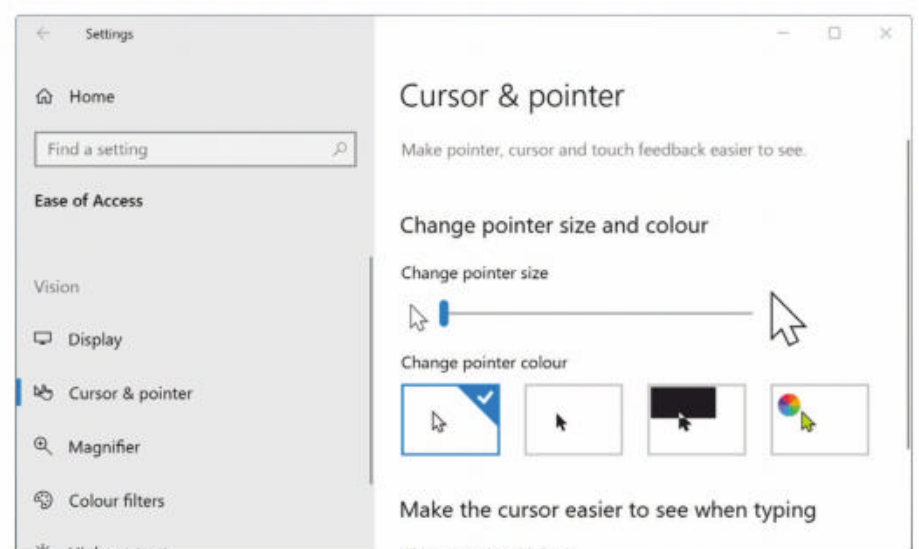 Settings
Home
Find a setting
Ease of Access
Vision
Display
Cursor & pointer
Magnifier
Colour filters
Cursor & pointer
Make pointer, cursor and touch feedback easier to see.
Change pointer size and colour
Change pointer size
Change pointer colour
Make the cursor easier to see when typing